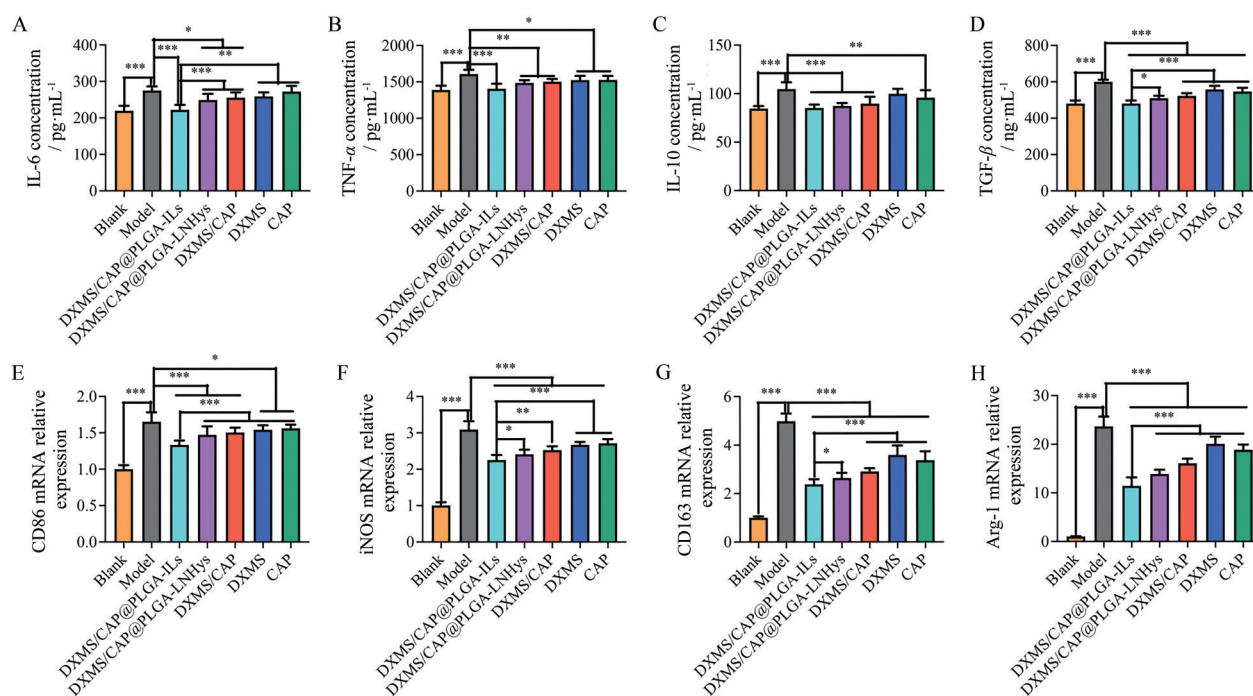 A
IL-6 concentration
/ pg·mL⁻¹
400
300
200
100
0
***
***
*
***
**
Blank
Model
DXMS/CAP@PLGA-ILs
DXMS/CAP@PLGA-LNHys
DXMS/CAP
DXMS
CAP
B
TNF-α concentration
/ pg·mL⁻¹
2000
1500
1000
500
0
***
***
**
*
Blank
Model
DXMS/CAP@PLGA-ILs
DXMS/CAP@PLGA-LNHys
DXMS/CAP
DXMS
CAP
C
IL-10 concentration
/ pg·mL⁻¹
150
100
50
0
***
***
**
Blank
Model
DXMS/CAP@PLGA-ILs
DXMS/CAP@PLGA-LNHys
DXMS/CAP
DXMS
CAP
D
TGF-β concentration
/ ng·mL⁻¹
800
600
400
200
0
***
***
***
*
Blank
Model
DXMS/CAP@PLGA-ILs
DXMS/CAP@PLGA-LNHys
DXMS/CAP
DXMS
CAP
E
CD86 mRNA relative
expression
2.0
1.5
1.0
0.5
0.0
***
*
***
***
Blank
Model
DXMS/CAP@PLGA-ILs
DXMS/CAP@PLGA-LNHys
DXMS/CAP
DXMS
CAP
F
iNOS mRNA relative
expression
4
3
2
1
0
***
***
***
**
*
Blank
Model
DXMS/CAP@PLGA-ILs
DXMS/CAP@PLGA-LNHys
DXMS/CAP
DXMS
CAP
G
CD163 mRNA relative
expression
6
4
2
0
***
***
***
*
Blank
Model
DXMS/CAP@PLGA-ILs
DXMS/CAP@PLGA-LNHys
DXMS/CAP
DXMS
CAP
H
Arg-1 mRNA relative
expression
30
20
10
0
***
***
***
Blank
Model
DXMS/CAP@PLGA-ILs
DXMS/CAP@PLGA-LNHys
DXMS/CAP
DXMS
CAP